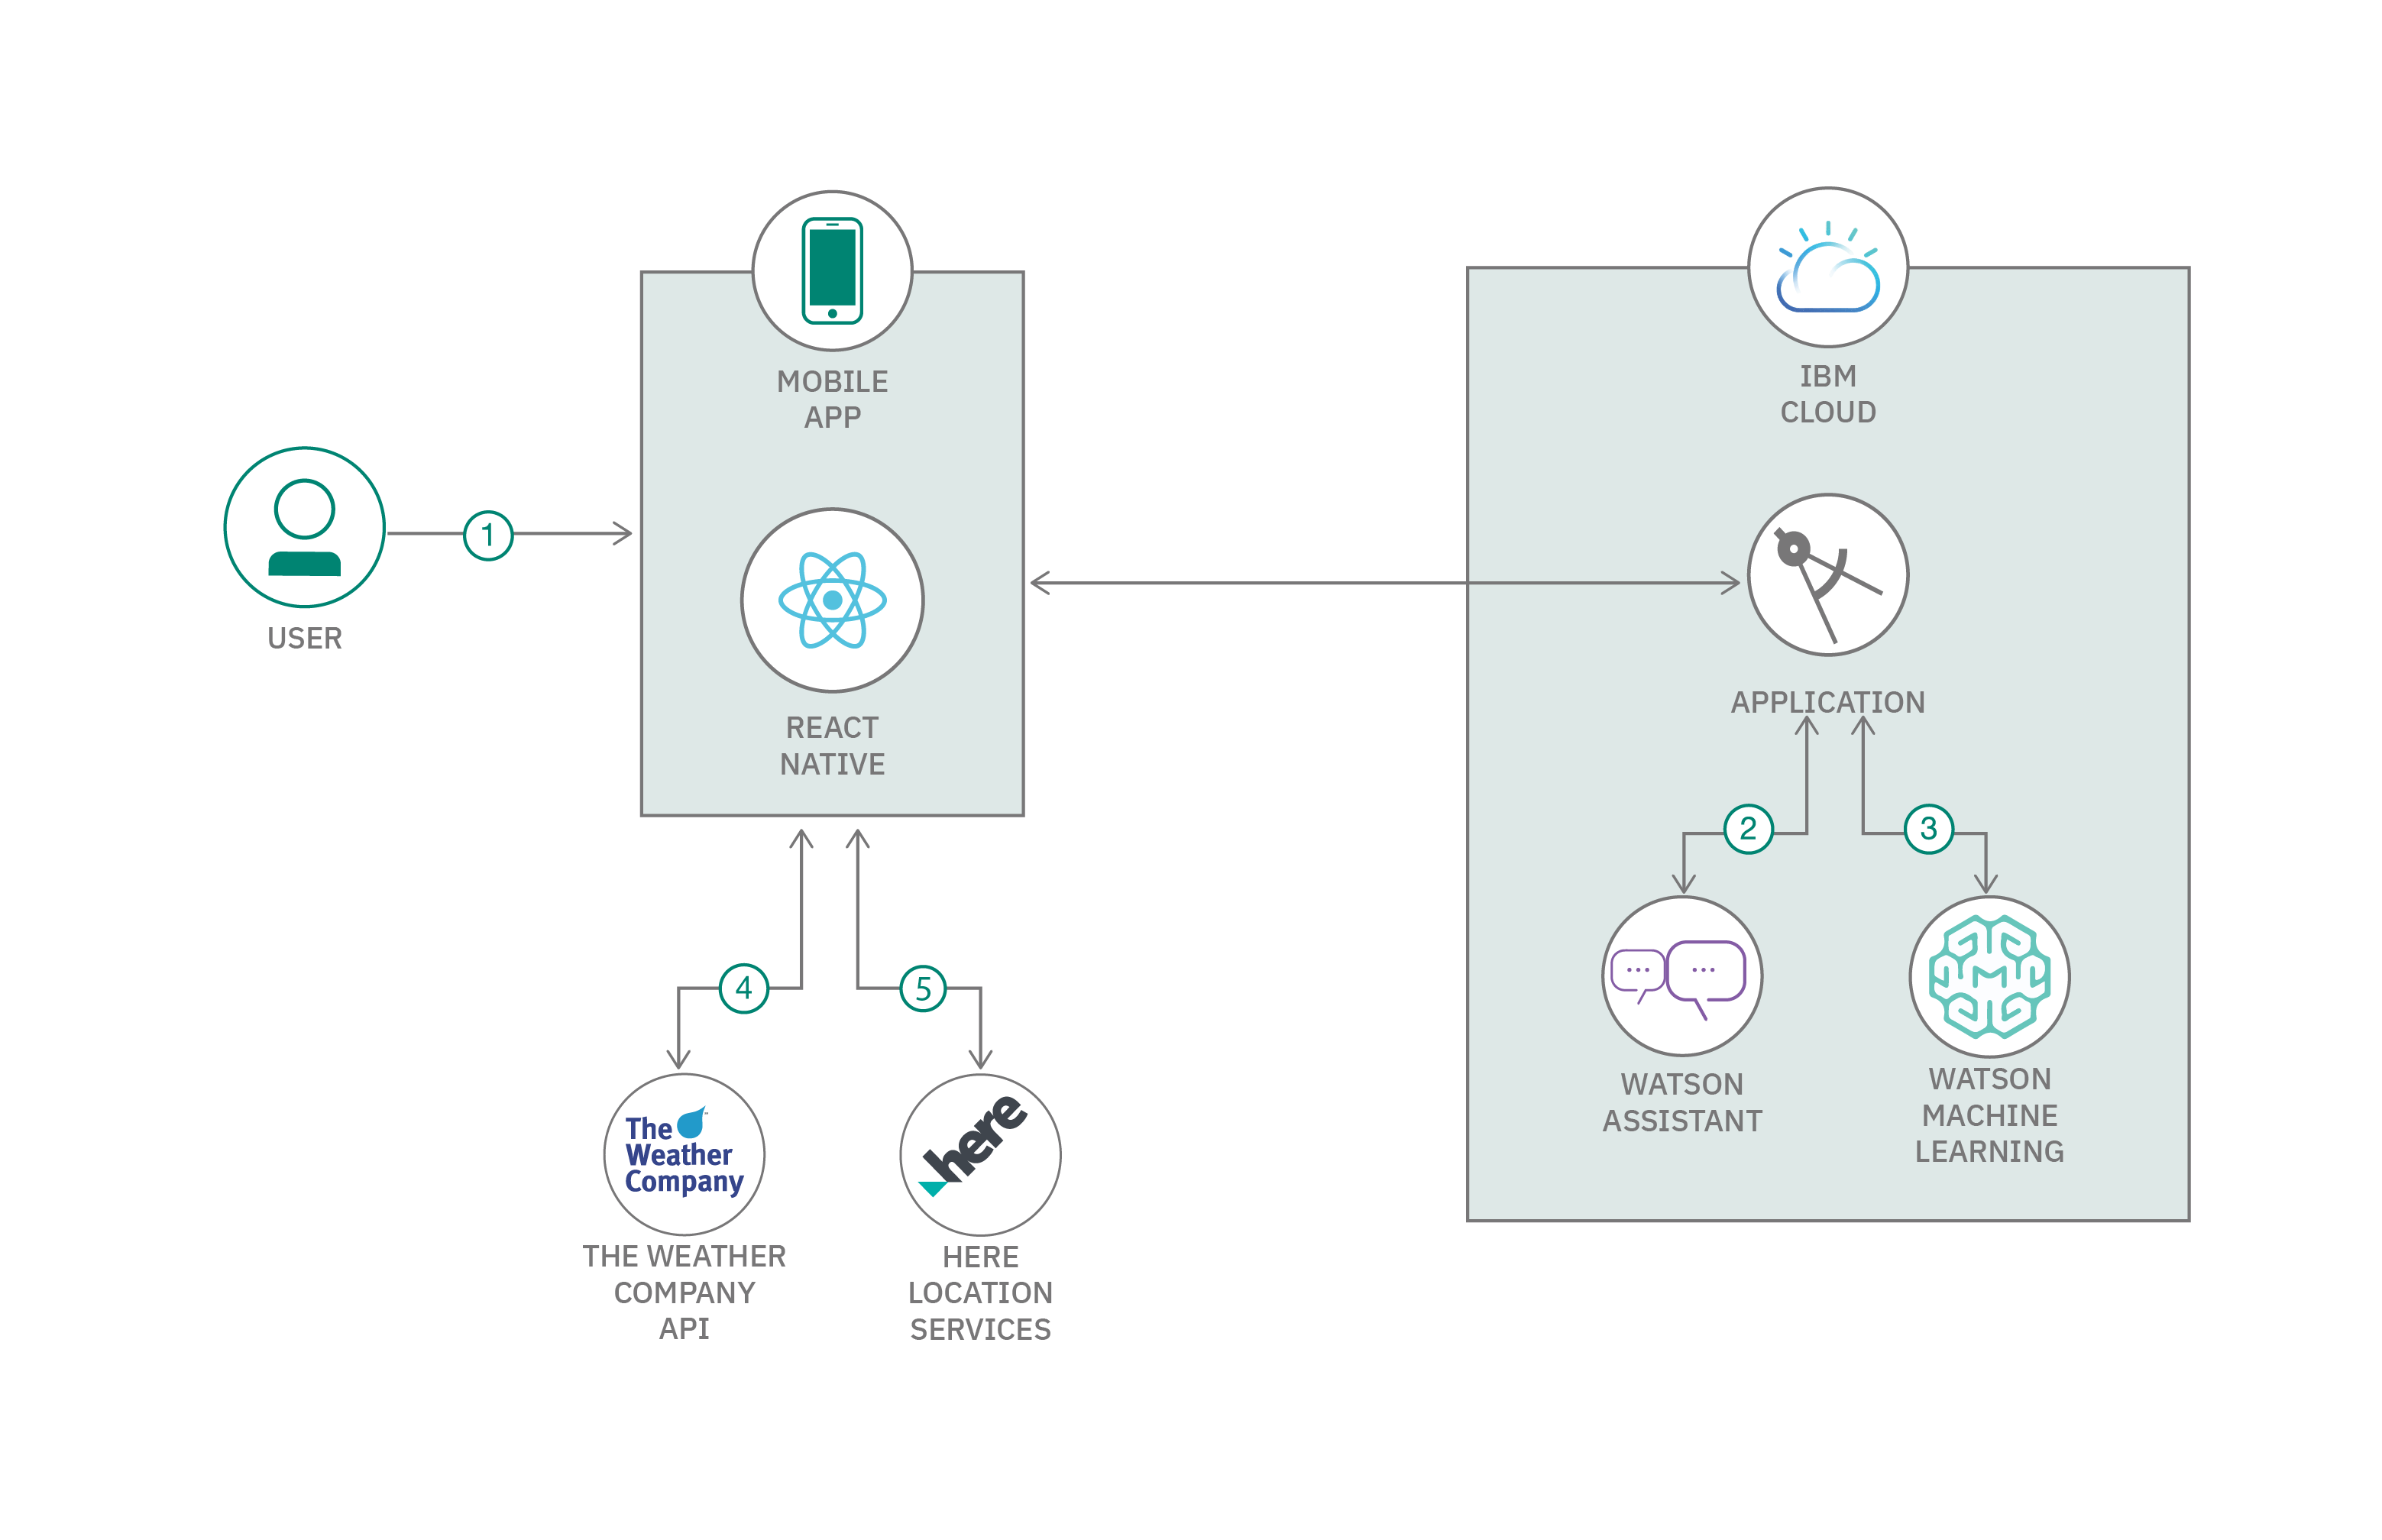 MOBILE
APP
IBM
CLOUD
1
USER
REACT
NATIVE
APPLICATION
2
3
4
5
WATSON
ASSISTANT
WATSON
MACHINE
LEARNING
The
Weather
Company
here
THE WEATHER
COMPANY
API
HERE
LOCATION
SERVICES